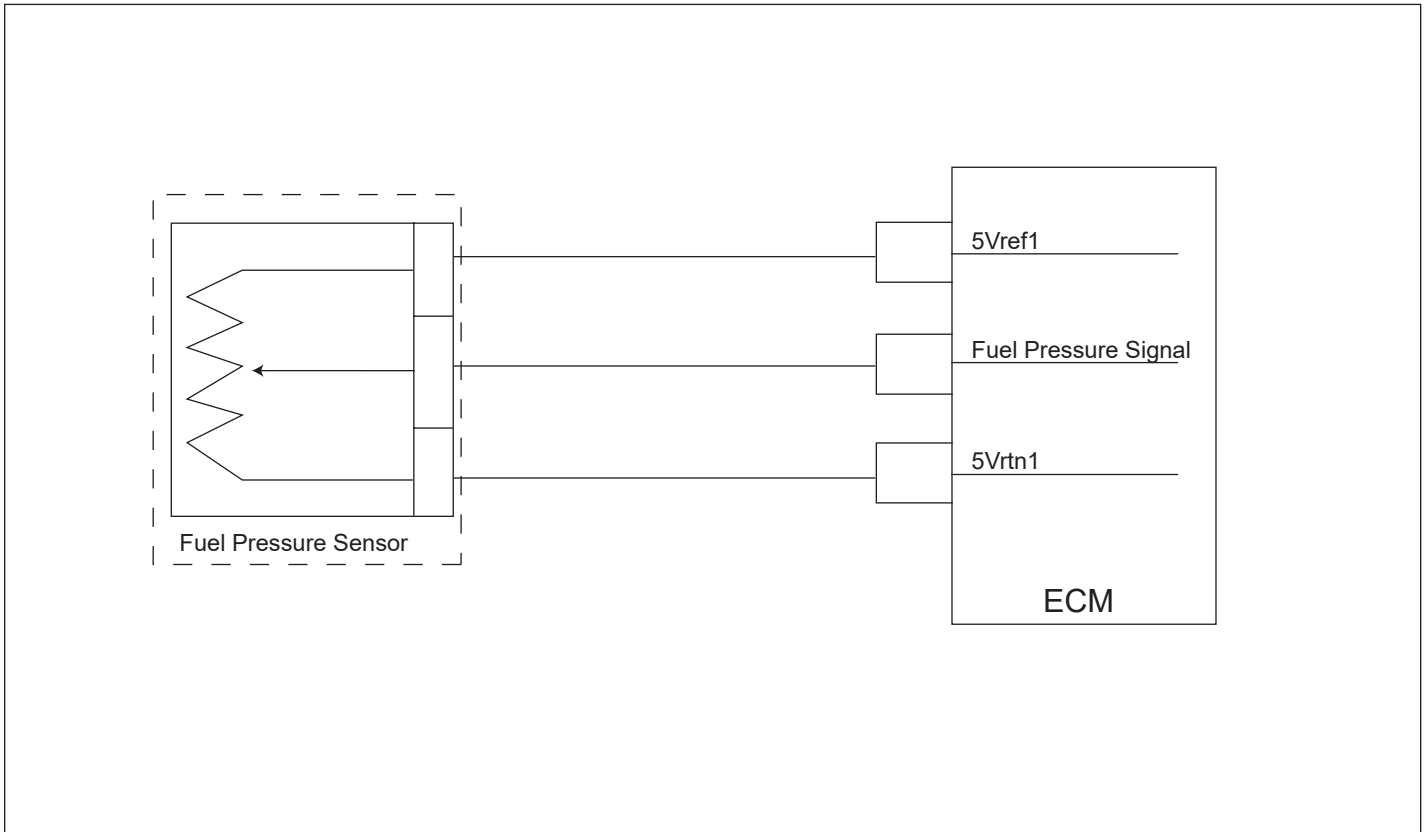 5Vref1
Fuel Pressure Signal
5Vrtn1
Fuel Pressure Sensor
ECM